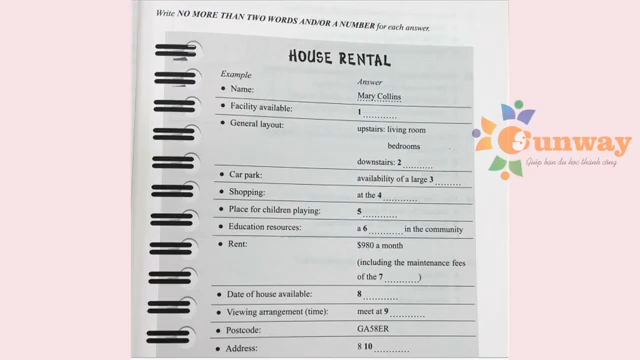 Write NO MORE THAN TWO WORDS AND/OR A NUMBER for each answer.
HOUSE RENTAL
Example Answer
• Name: Mary Collins
• Facility available: 1 ............
• General layout: upstairs: living room
bedrooms
downstairs: 2 ...........
• Car park: availability of a large 3 .........
• Shopping: at the 4 ............
• Place for children playing: 5 ............
• Education resources: a 6 ............ in the community
• Rent: $980 a month
(including the maintenance fees
of the 7 ............)
• Date of house available: 8 ............
• Viewing arrangement (time): meet at 9 ............
• Postcode: GA58ER
• Address: 8 10 ............
Sunway
Giúp bạn du học thành công